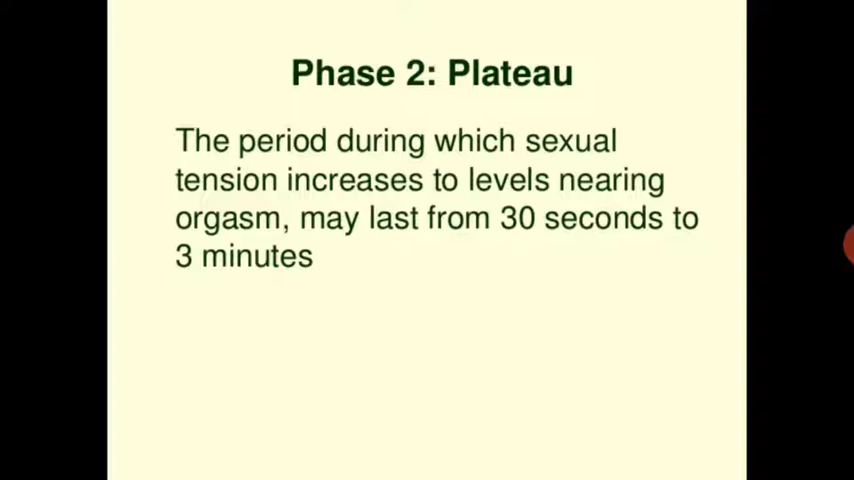 Phase 2: Plateau
The period during which sexual
tension increases to levels nearing
orgasm, may last from 30 seconds to
3 minutes